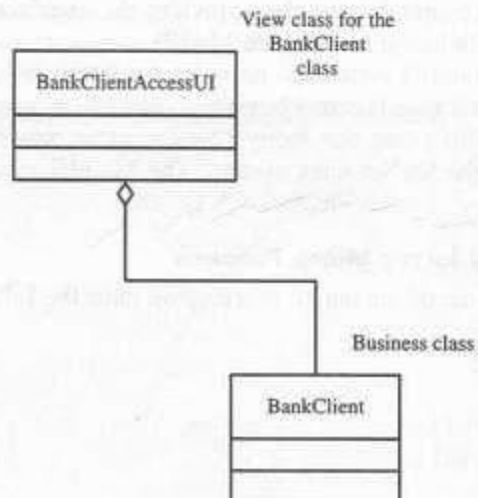 View class for the
BankClient
class
BankClientAccessUI
Business class
BankClient